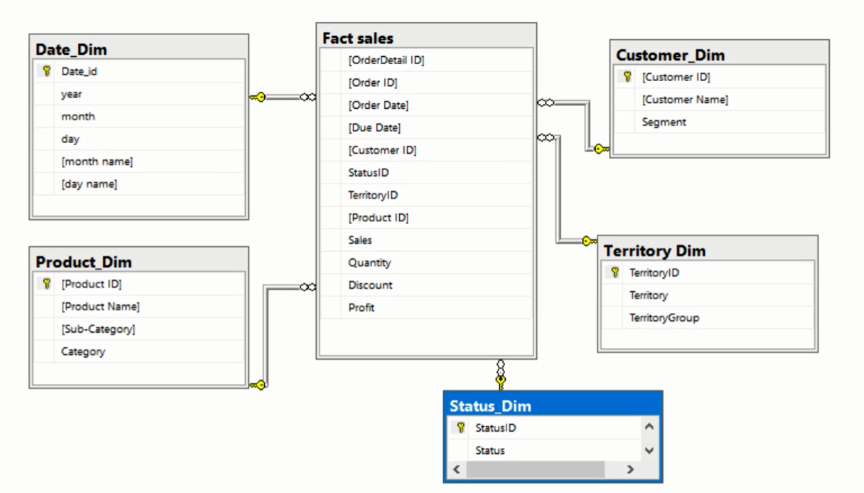 Date_Dim
Date_id
year
month
day
[month name]
[day name]
Product_Dim
[Product ID]
[Product Name]
[Sub-Category]
Category
Fact sales
[OrderDetail ID]
[Order ID]
[Order Date]
[Due Date]
[Customer ID]
StatusID
TerritoryID
[Product ID]
Sales
Quantity
Discount
Profit
Customer_Dim
[Customer ID]
[Customer Name]
Segment
Territory Dim
TerritoryID
Territory
TerritoryGroup
Status_Dim
StatusID
Status